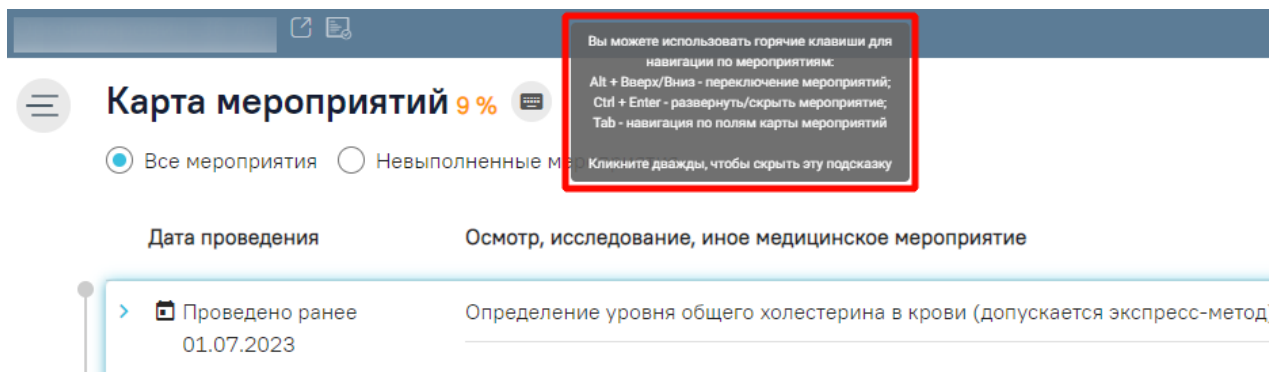 Вы можете использовать горячие клавиши для
навигации по мероприятиям:
Alt + Вверх/Вниз - переключение мероприятий;
Ctrl + Enter - развернуть/скрыть мероприятие;
Tab - навигация по полям карты мероприятий
Кликните дважды, чтобы скрыть эту подсказку
Карта мероприятий 9 %
Все мероприятия Невыполненные
Дата проведения Осмотр, исследование, иное медицинское мероприятие
Проведено ранее Определение уровня общего холестерина в крови (допускается экспресс-метод)
01.07.2023